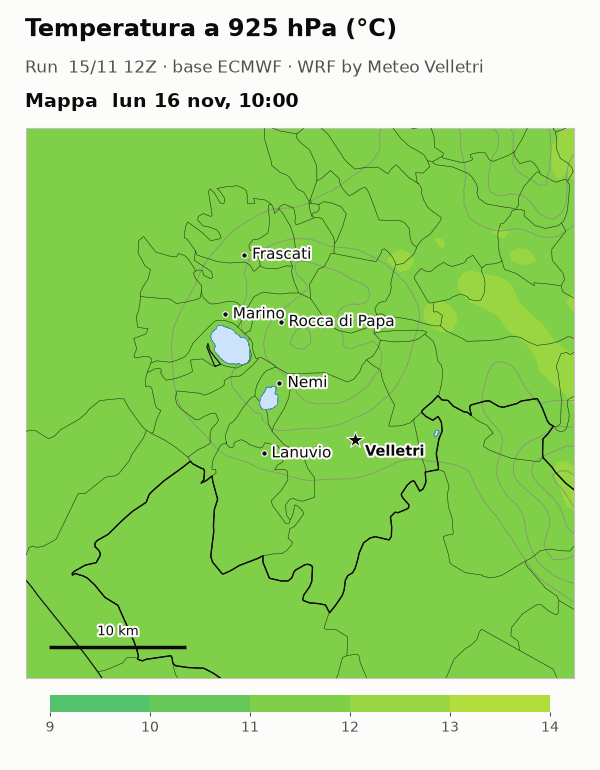 Temperatura a 925 hPa (°C)
Run  15/11 12Z · base ECMWF · WRF by Meteo Velletri
Mappa  lun 16 nov, 10:00
Frascati
Marino
Rocca di Papa
Nemi
Velletri
Lanuvio
10 km
9 10 11 12 13 14